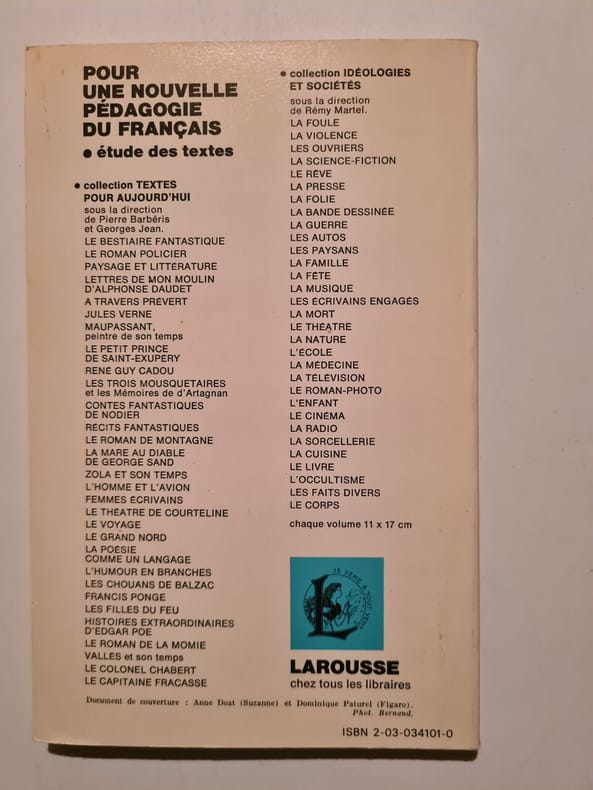 POUR
UNE NOUVELLE
PÉDAGOGIE
DU FRANÇAIS
● étude des textes
● collection TEXTES
POUR AUJOURD'HUI
sous la direction
de Pierre Barbéris
et Georges Jean.
LE BESTIAIRE FANTASTIQUE
LE ROMAN POLICIER
PAYSAGE ET LITTÉRATURE
LETTRES DE MON MOULIN
D'ALPHONSE DAUDET
A TRAVERS PRÉVERT
JULES VERNE
MAUPASSANT,
peintre de son temps
LE PETIT PRINCE
DE SAINT-EXUPÉRY
RENÉ GUY CADOU
LES TROIS MOUSQUETAIRES
et les Mémoires de d'Artagnan
CONTES FANTASTIQUES
DE NODIER
RÉCITS FANTASTIQUES
LE ROMAN DE MONTAGNE
LA MARE AU DIABLE
DE GEORGE SAND
ZOLA ET SON TEMPS
L'HOMME ET L'AVION
FEMMES ÉCRIVAINS
LE THÉATRE DE COURTELINE
LE VOYAGE
LE GRAND NORD
LA POÉSIE
COMME UN LANGAGE
L'HUMOUR EN BRANCHES
LES CHOUANS DE BALZAC
FRANCIS PONGE
LES FILLES DU FEU
HISTOIRES EXTRAORDINAIRES
D'EDGAR POE
LE ROMAN DE LA MOMIE
VALLÈS et son temps
LE COLONEL CHABERT
LE CAPITAINE FRACASSE
● collection IDÉOLOGIES
ET SOCIÉTÉS
sous la direction
de Rémy Martel.
LA FOULE
LA VIOLENCE
LES OUVRIERS
LA SCIENCE-FICTION
LE RÊVE
LA PRESSE
LA FOLIE
LA BANDE DESSINÉE
LA GUERRE
LES AUTOS
LES PAYSANS
LA FAMILLE
LA FÊTE
LA MUSIQUE
LES ÉCRIVAINS ENGAGÉS
LA MORT
LE THÉATRE
LA NATURE
L'ÉCOLE
LA MÉDECINE
LA TÉLÉVISION
LE ROMAN-PHOTO
L'ENFANT
LE CINÉMA
LA RADIO
LA SORCELLERIE
LA CUISINE
LE LIVRE
L'OCCULTISME
LES FAITS DIVERS
LE CORPS
chaque volume 11 x 17 cm
JE SÈME A TOUT VENT
L
LAROUSSE
chez tous les libraires
Document de couverture : Anne Doat (Suzanne) et Dominique Paturel (Figaro).
Phot. Bernand.
ISBN 2-03-034101-0